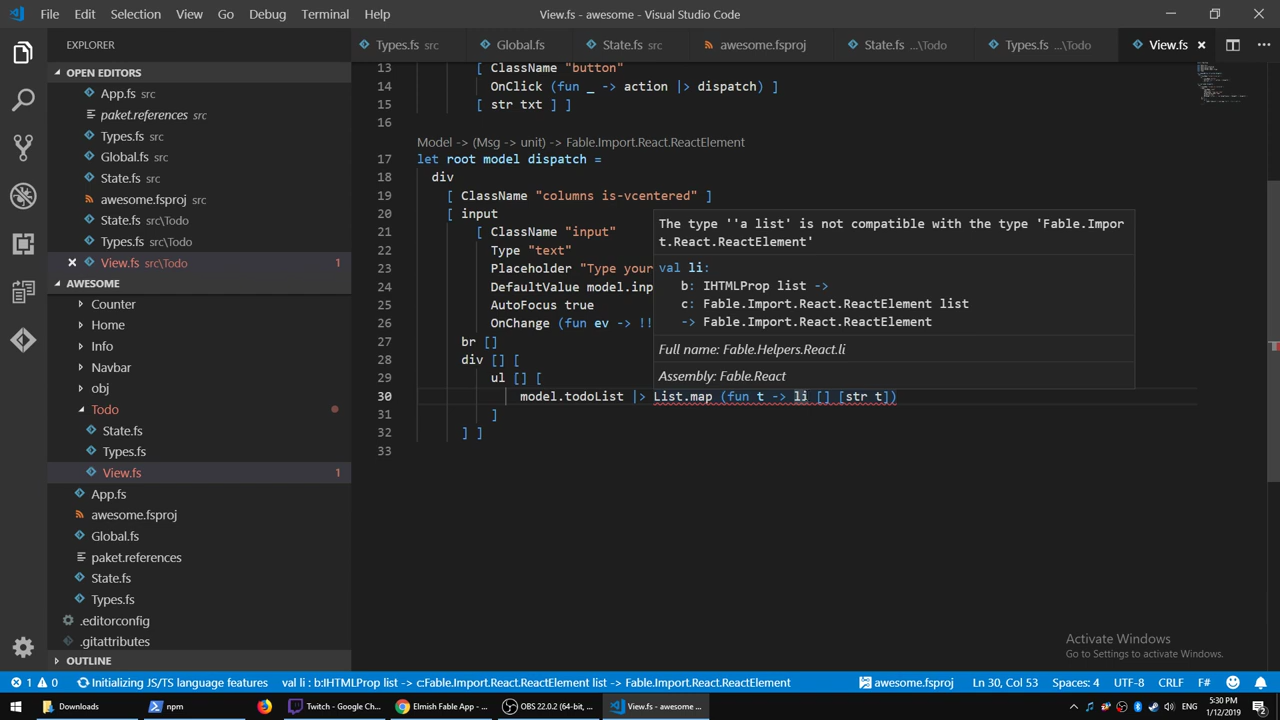 File Edit Selection View Go Debug Terminal Help
View.fs - awesome - Visual Studio Code
EXPLORER
OPEN EDITORS
App.fs src
paket.references src
Types.fs src
Global.fs src
State.fs src
awesome.fsproj src
State.fs src\Todo
Types.fs src\Todo
View.fs src\Todo 1
AWESOME
Counter
Home
Info
Navbar
obj
Todo
State.fs
Types.fs
View.fs 1
App.fs
awesome.fsproj
Global.fs
paket.references
State.fs
Types.fs
.editorconfig
.gitattributes
OUTLINE
Types.fs src
Global.fs
State.fs src
awesome.fsproj
State.fs ...\Todo
Types.fs ...\Todo
View.fs
13 [ ClassName "button"
14 OnClick (fun _ -> action |> dispatch) ]
15 [ str txt ] ]
16
Model -> (Msg -> unit) -> Fable.Import.React.ReactElement
17 let root model dispatch =
18 div
19 [ ClassName "columns is-vcentered" ]
20 [ input
21 [ ClassName "input"
22 Type "text"
23 Placeholder "Type your
24 DefaultValue model.inp
25 AutoFocus true
26 OnChange (fun ev -> !!
27 br []
28 div [] [
29 ul [] [
30 model.todoList |> List.map (fun t -> li [] [str t])
31 ]
32 ] ]
33
The type ''a list' is not compatible with the type 'Fable.Impor
t.React.ReactElement'
val li:
b: IHTMLProp list ->
c: Fable.Import.React.ReactElement list
-> Fable.Import.React.ReactElement
Full name: Fable.Helpers.React.li
Assembly: Fable.React
Activate Windows
Go to Settings to activate Windows.
1 0 Initializing JS/TS language features val li : b:IHTMLProp list -> c:Fable.Import.React.ReactElement list -> Fable.Import.React.ReactElement awesome.fsproj Ln 30, Col 53 Spaces: 4 UTF-8 CRLF F#
Downloads
npm
Twitch - Google Ch...
Elmish Fable App - ...
OBS 22.0.2 (64-bit, ...
View.fs - awesome ...
ENG
5:30 PM
1/12/2019
2